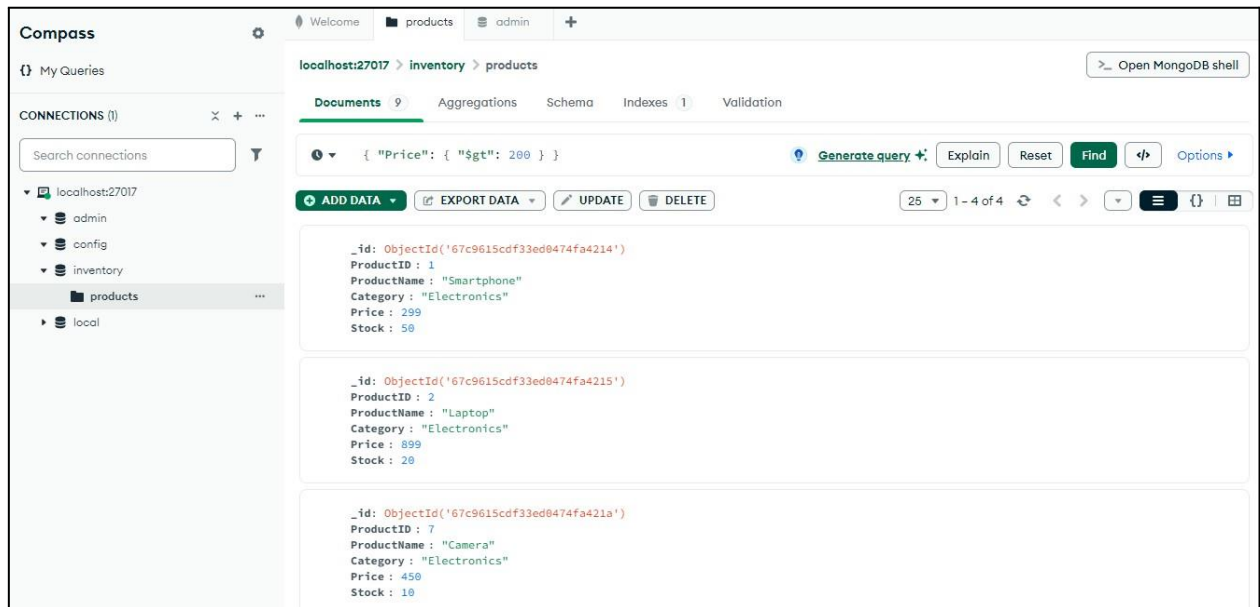 Compass
{} My Queries
CONNECTIONS (1)
Search connections
localhost:27017
admin
config
inventory
products
local
Welcome
products
admin
localhost:27017 > inventory > products
>_ Open MongoDB shell
Documents 9 Aggregations Schema Indexes 1 Validation
{ "Price": { "$gt": 200 } }
Generate query
Explain
Reset
Find
</>
Options
ADD DATA
EXPORT DATA
UPDATE
DELETE
25
1 – 4 of 4
{}
_id: ObjectId('67c9615cdf33ed0474fa4214')
ProductID : 1
ProductName : "Smartphone"
Category : "Electronics"
Price : 299
Stock : 50
_id: ObjectId('67c9615cdf33ed0474fa4215')
ProductID : 2
ProductName : "Laptop"
Category : "Electronics"
Price : 899
Stock : 20
_id: ObjectId('67c9615cdf33ed0474fa421a')
ProductID : 7
ProductName : "Camera"
Category : "Electronics"
Price : 450
Stock : 10